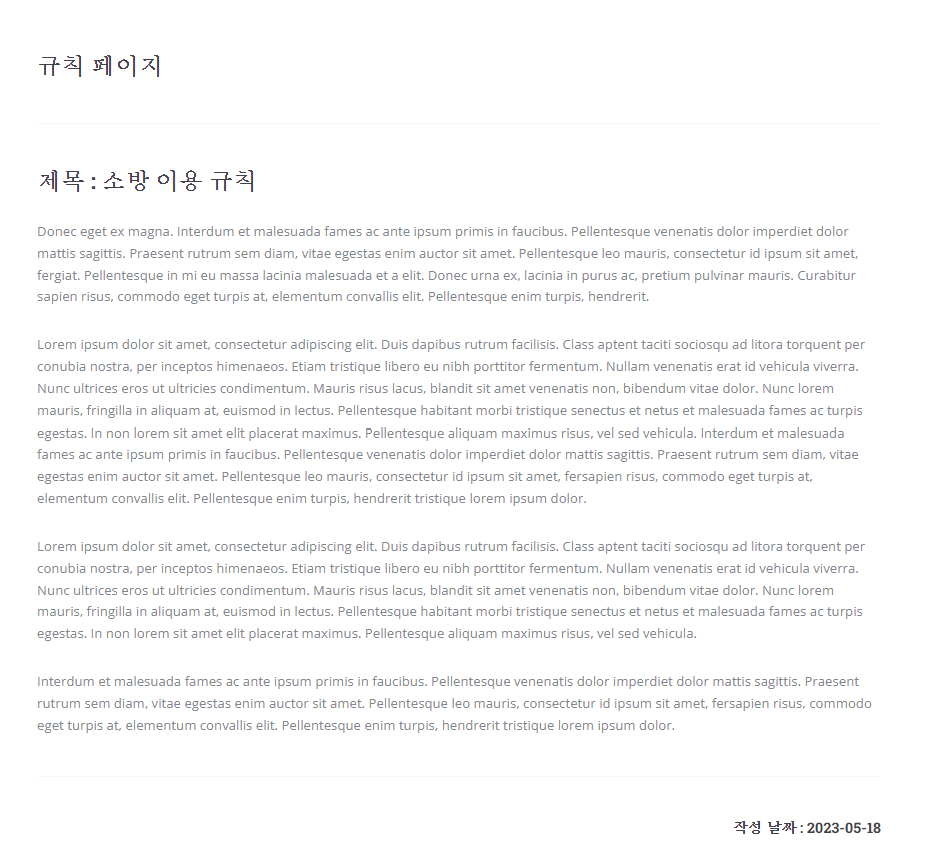 규칙 페이지
제목 : 소방 이용 규칙
Donec eget ex magna. Interdum et malesuada fames ac ante ipsum primis in faucibus. Pellentesque venenatis dolor imperdiet dolor
mattis sagittis. Praesent rutrum sem diam, vitae egestas enim auctor sit amet. Pellentesque leo mauris, consectetur id ipsum sit amet,
fergiat. Pellentesque in mi eu massa lacinia malesuada et a elit. Donec urna ex, lacinia in purus ac, pretium pulvinar mauris. Curabitur
sapien risus, commodo eget turpis at, elementum convallis elit. Pellentesque enim turpis, hendrerit.
Lorem ipsum dolor sit amet, consectetur adipiscing elit. Duis dapibus rutrum facilisis. Class aptent taciti sociosqu ad litora torquent per
conubia nostra, per inceptos himenaeos. Etiam tristique libero eu nibh porttitor fermentum. Nullam venenatis erat id vehicula viverra.
Nunc ultrices eros ut ultricies condimentum. Mauris risus lacus, blandit sit amet venenatis non, bibendum vitae dolor. Nunc lorem
mauris, fringilla in aliquam at, euismod in lectus. Pellentesque habitant morbi tristique senectus et netus et malesuada fames ac turpis
egestas. In non lorem sit amet elit placerat maximus. Pellentesque aliquam maximus risus, vel sed vehicula. Interdum et malesuada
fames ac ante ipsum primis in faucibus. Pellentesque venenatis dolor imperdiet dolor mattis sagittis. Praesent rutrum sem diam, vitae
egestas enim auctor sit amet. Pellentesque leo mauris, consectetur id ipsum sit amet, fersapien risus, commodo eget turpis at,
elementum convallis elit. Pellentesque enim turpis, hendrerit tristique lorem ipsum dolor.
Lorem ipsum dolor sit amet, consectetur adipiscing elit. Duis dapibus rutrum facilisis. Class aptent taciti sociosqu ad litora torquent per
conubia nostra, per inceptos himenaeos. Etiam tristique libero eu nibh porttitor fermentum. Nullam venenatis erat id vehicula viverra.
Nunc ultrices eros ut ultricies condimentum. Mauris risus lacus, blandit sit amet venenatis non, bibendum vitae dolor. Nunc lorem
mauris, fringilla in aliquam at, euismod in lectus. Pellentesque habitant morbi tristique senectus et netus et malesuada fames ac turpis
egestas. In non lorem sit amet elit placerat maximus. Pellentesque aliquam maximus risus, vel sed vehicula.
Interdum et malesuada fames ac ante ipsum primis in faucibus. Pellentesque venenatis dolor imperdiet dolor mattis sagittis. Praesent
rutrum sem diam, vitae egestas enim auctor sit amet. Pellentesque leo mauris, consectetur id ipsum sit amet, fersapien risus, commodo
eget turpis at, elementum convallis elit. Pellentesque enim turpis, hendrerit tristique lorem ipsum dolor.
작성 날짜 : 2023-05-18